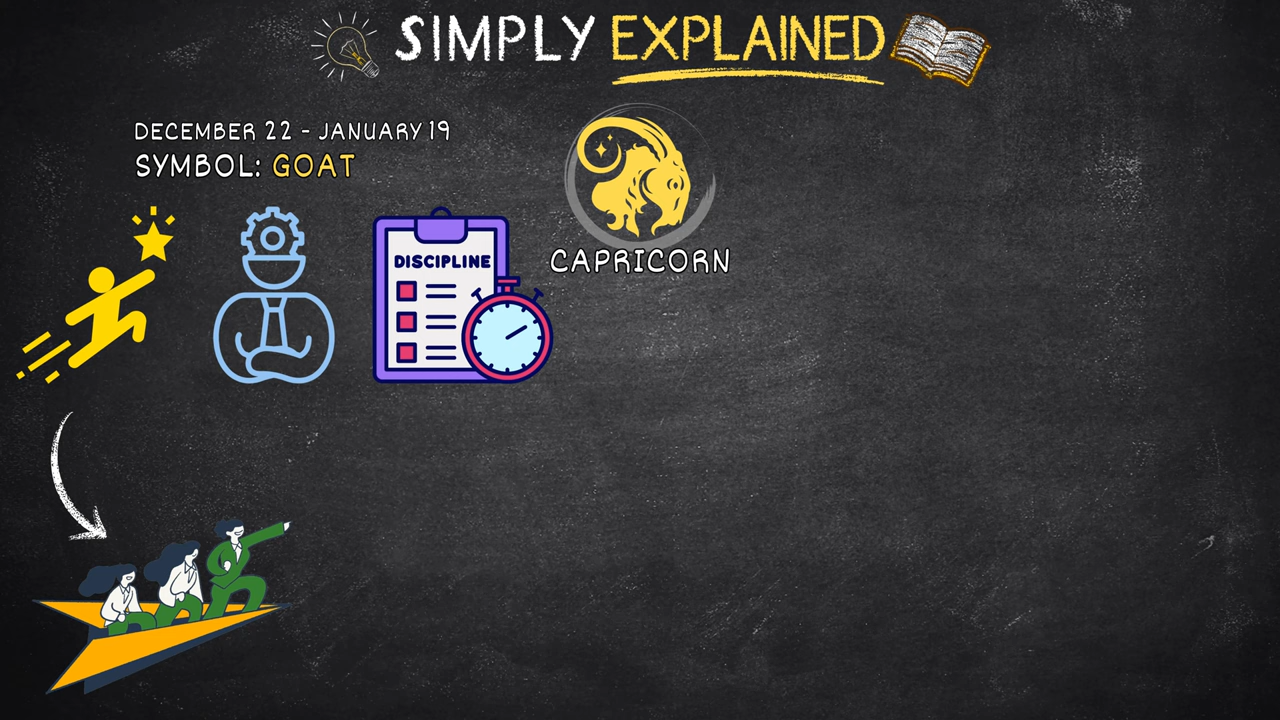 SIMPLY EXPLAINED
DECEMBER 22 - JANUARY 19
SYMBOL: GOAT
DISCIPLINE
CAPRICORN